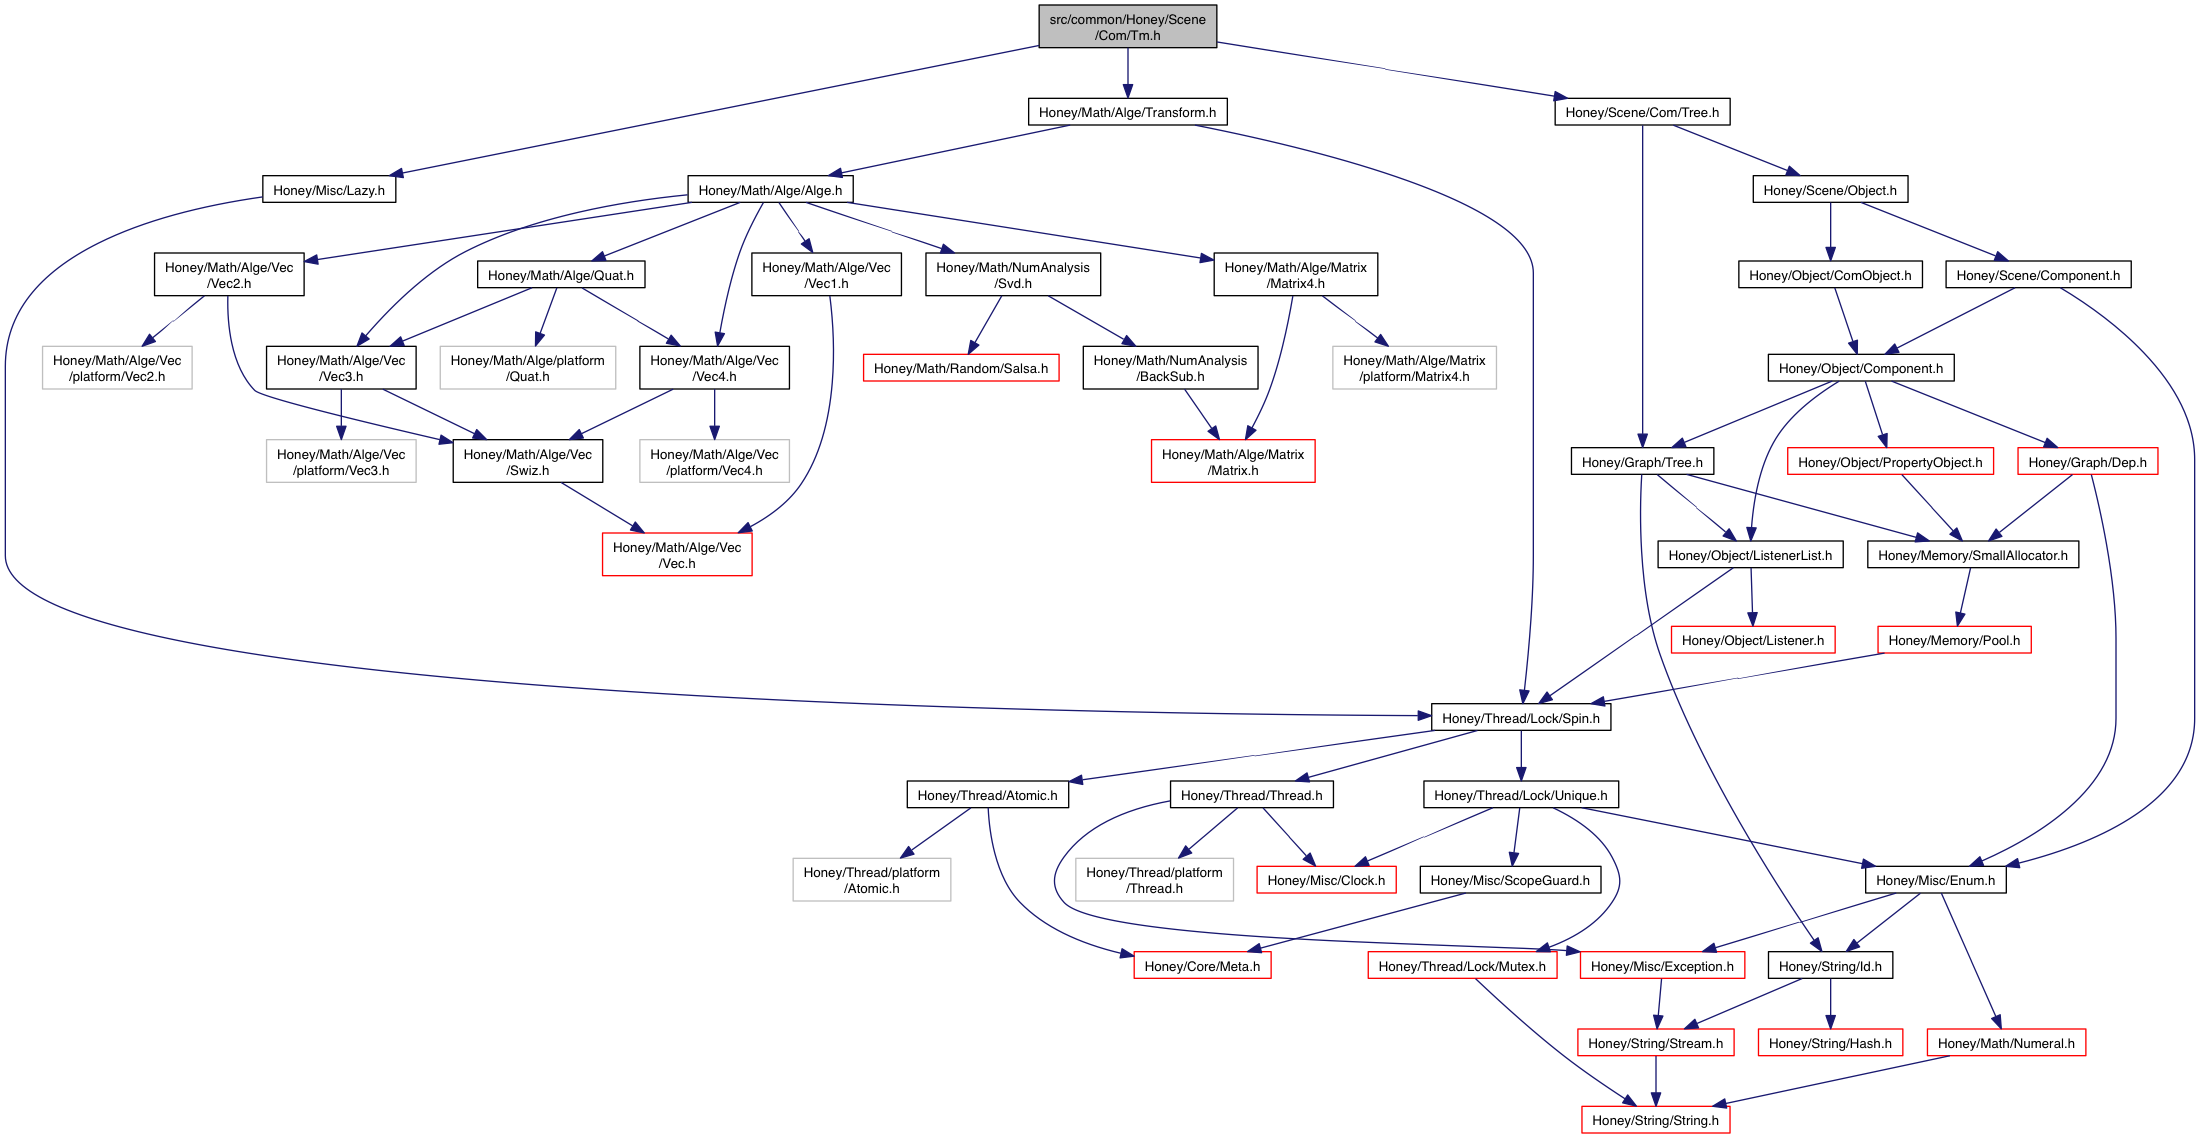 src/common/Honey/Scene
/Com/Tm.h
Honey/Math/Alge/Transform.h
Honey/Scene/Com/Tree.h
Honey/Misc/Lazy.h
Honey/Math/Alge/Alge.h
Honey/Scene/Object.h
Honey/Math/Alge/Vec
/Vec2.h
Honey/Math/Alge/Quat.h
Honey/Math/Alge/Vec
/Vec1.h
Honey/Math/NumAnalysis
/Svd.h
Honey/Math/Alge/Matrix
/Matrix4.h
Honey/Object/ComObject.h
Honey/Scene/Component.h
Honey/Math/Alge/Vec
/platform/Vec2.h
Honey/Math/Alge/Vec
/Vec3.h
Honey/Math/Alge/platform
/Quat.h
Honey/Math/Alge/Vec
/Vec4.h
Honey/Math/Random/Salsa.h
Honey/Math/NumAnalysis
/BackSub.h
Honey/Math/Alge/Matrix
/platform/Matrix4.h
Honey/Object/Component.h
Honey/Math/Alge/Vec
/platform/Vec3.h
Honey/Math/Alge/Vec
/Swiz.h
Honey/Math/Alge/Vec
/platform/Vec4.h
Honey/Math/Alge/Matrix
/Matrix.h
Honey/Graph/Tree.h
Honey/Object/PropertyObject.h
Honey/Graph/Dep.h
Honey/Math/Alge/Vec
/Vec.h
Honey/Object/ListenerList.h
Honey/Memory/SmallAllocator.h
Honey/Object/Listener.h
Honey/Memory/Pool.h
Honey/Thread/Lock/Spin.h
Honey/Thread/Atomic.h
Honey/Thread/Thread.h
Honey/Thread/Lock/Unique.h
Honey/Thread/platform
/Atomic.h
Honey/Thread/platform
/Thread.h
Honey/Misc/Clock.h
Honey/Misc/ScopeGuard.h
Honey/Misc/Enum.h
Honey/Core/Meta.h
Honey/Thread/Lock/Mutex.h
Honey/Misc/Exception.h
Honey/String/Id.h
Honey/String/Stream.h
Honey/String/Hash.h
Honey/Math/Numeral.h
Honey/String/String.h